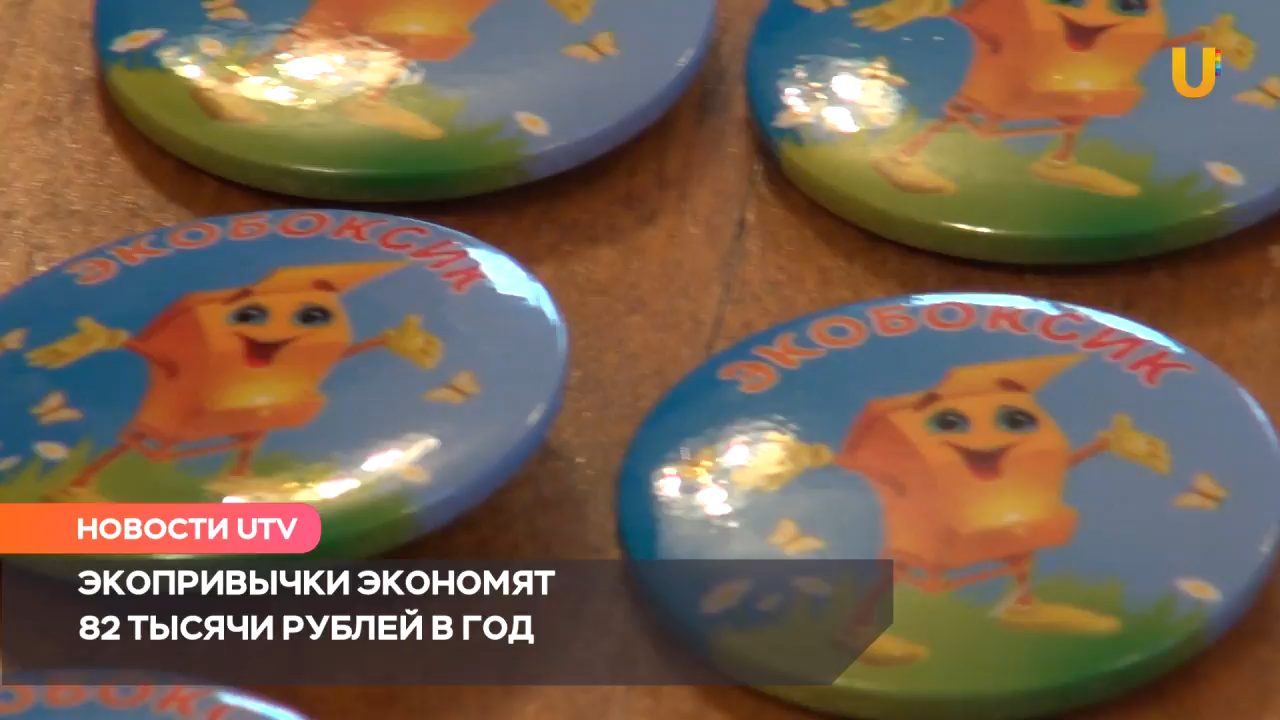 U
ЭКОБОКСИК
ЭКОБОКСИК
НОВОСТИ UTV
ЭКОПРИВЫЧКИ ЭКОНОМЯТ
82 ТЫСЯЧИ РУБЛЕЙ В ГОД